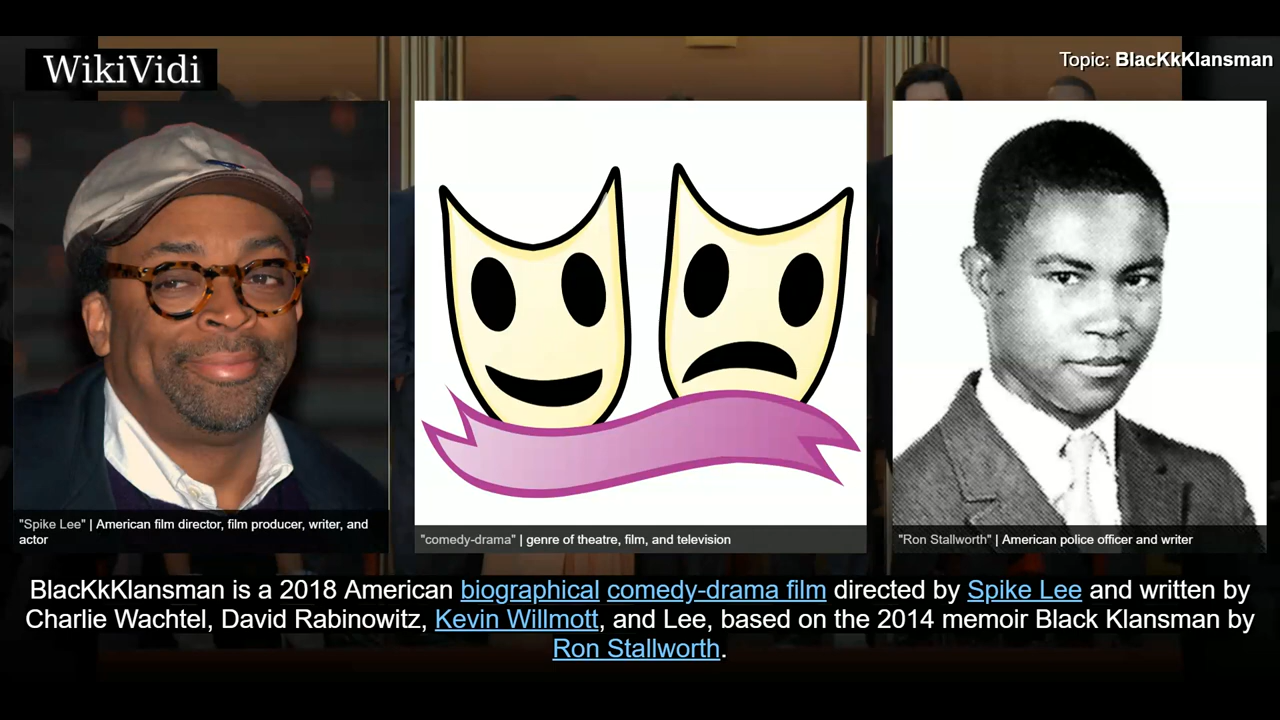 WikiVidi
Topic: BlacKkKlansman
"Spike Lee" | American film director, film producer, writer, and
actor
"comedy-drama" | genre of theatre, film, and television
"Ron Stallworth" | American police officer and writer
BlacKkKlansman is a 2018 American biographical comedy-drama film directed by Spike Lee and written by
Charlie Wachtel, David Rabinowitz, Kevin Willmott, and Lee, based on the 2014 memoir Black Klansman by
Ron Stallworth.